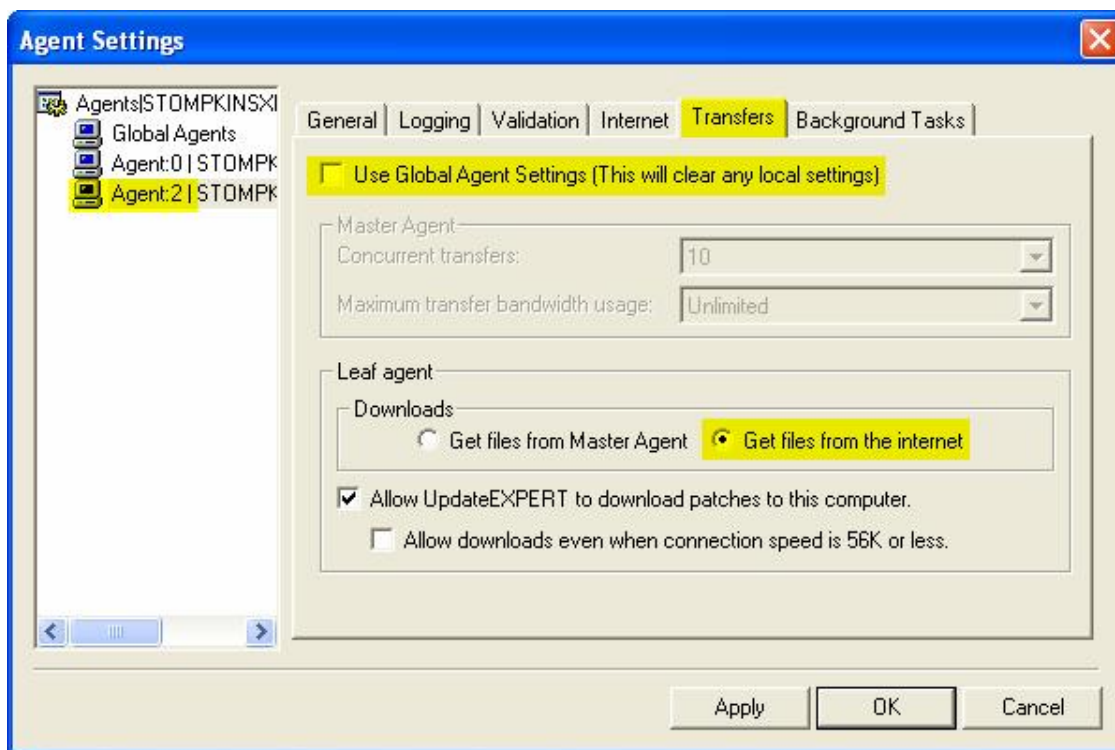 Agent Settings
Agents|STOMPKINSXI
Global Agents
Agent:0 | STOMPK
Agent:2 | STOMPK
General | Logging | Validation | Internet | Transfers | Background Tasks
Use Global Agent Settings (This will clear any local settings)
Master Agent
Concurrent transfers: 10
Maximum transfer bandwidth usage: Unlimited
Leaf agent
Downloads
Get files from Master Agent Get files from the internet
Allow UpdateEXPERT to download patches to this computer.
Allow downloads even when connection speed is 56K or less.
Apply OK Cancel